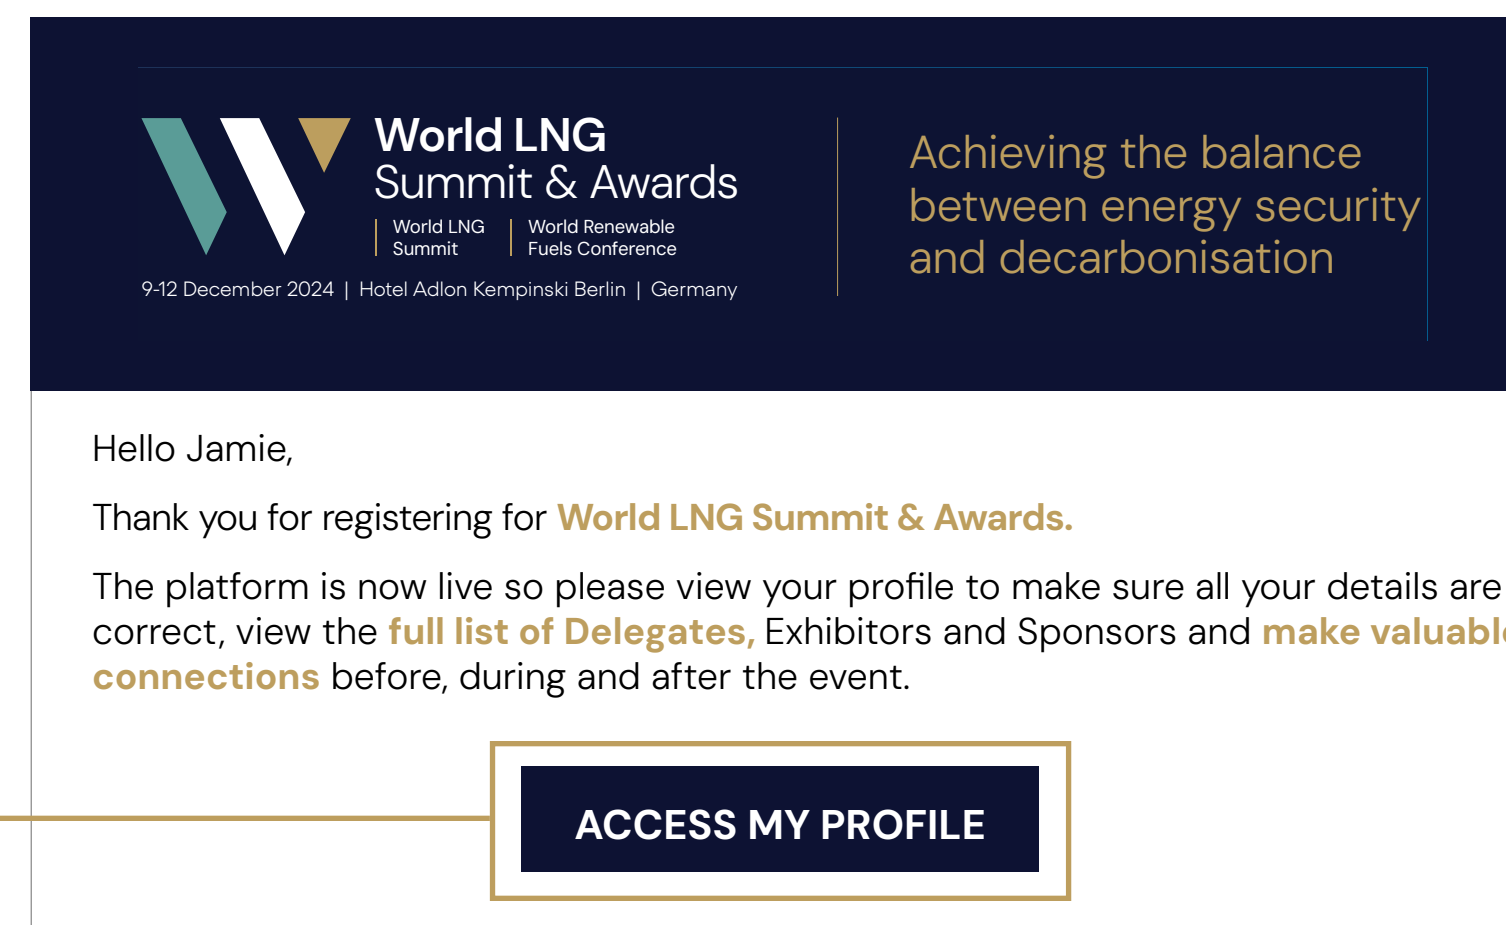 World LNG
Summit & Awards
World LNG
Summit
World Renewable
Fuels Conference
9-12 December 2024 | Hotel Adlon Kempinski Berlin | Germany
Achieving the balance
between energy security
and decarbonisation
Hello Jamie,
Thank you for registering for World LNG Summit & Awards.
The platform is now live so please view your profile to make sure all your details are
correct, view the full list of Delegates, Exhibitors and Sponsors and make valuable
connections before, during and after the event.
ACCESS MY PROFILE